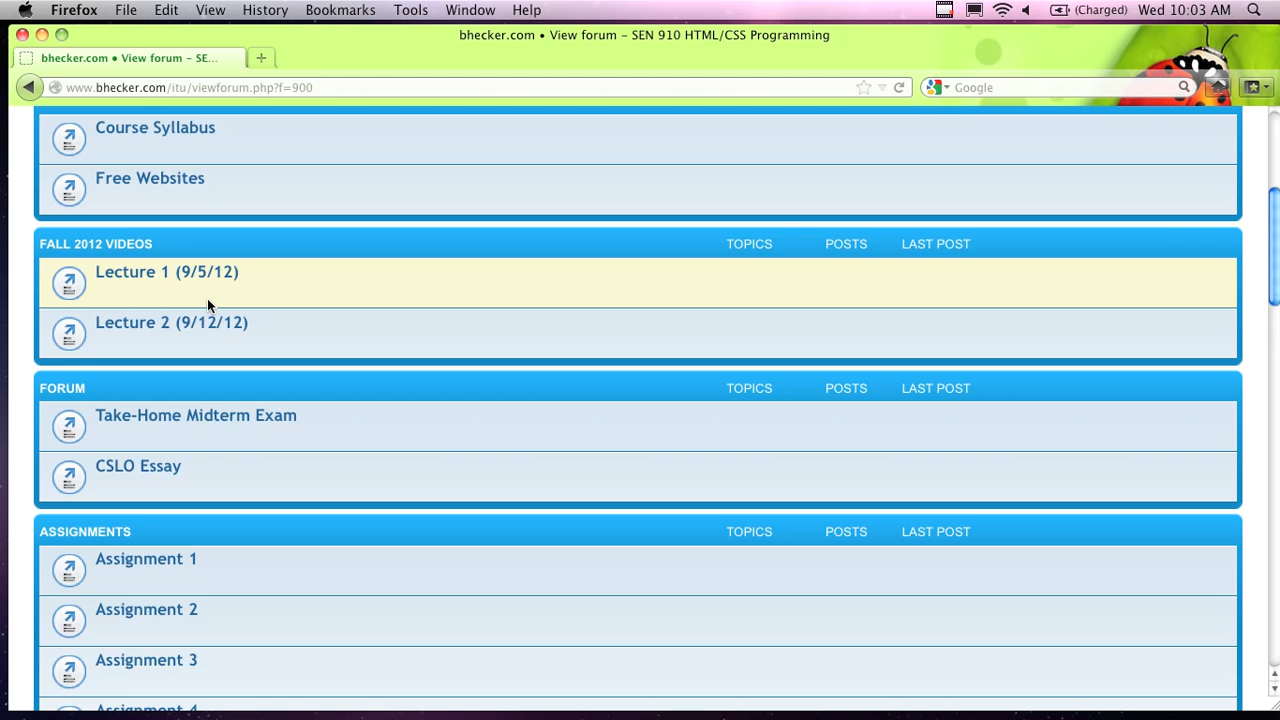 Firefox File Edit View History Bookmarks Tools Window Help (Charged) Wed 10:03 AM
bhecker.com • View forum – SEN 910 HTML/CSS Programming
bhecker.com • View forum – SE...
www.bhecker.com/itu/viewforum.php?f=900 Google
Course Syllabus
Free Websites
FALL 2012 VIDEOS TOPICS POSTS LAST POST
Lecture 1 (9/5/12)
Lecture 2 (9/12/12)
FORUM TOPICS POSTS LAST POST
Take-Home Midterm Exam
CSLO Essay
ASSIGNMENTS TOPICS POSTS LAST POST
Assignment 1
Assignment 2
Assignment 3
Assignment 4